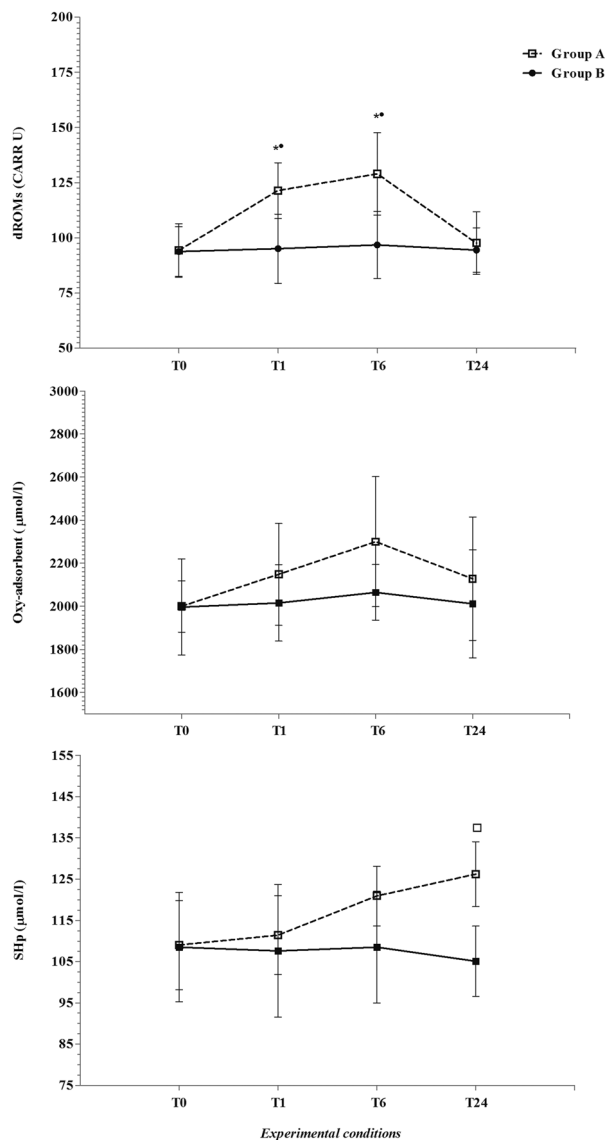 200
175
150
125
100
75
50
dROMs (CARR U)
Group A
Group B
*•
*•
T0 T1 T6 T24
3000
2800
2600
2400
2200
2000
1800
1600
Oxy-adsorbent ( μmol/l)
T0 T1 T6 T24
155
145
135
125
115
105
95
85
75
SHp (μmol/l)
T0 T1 T6 T24
Experimental conditions